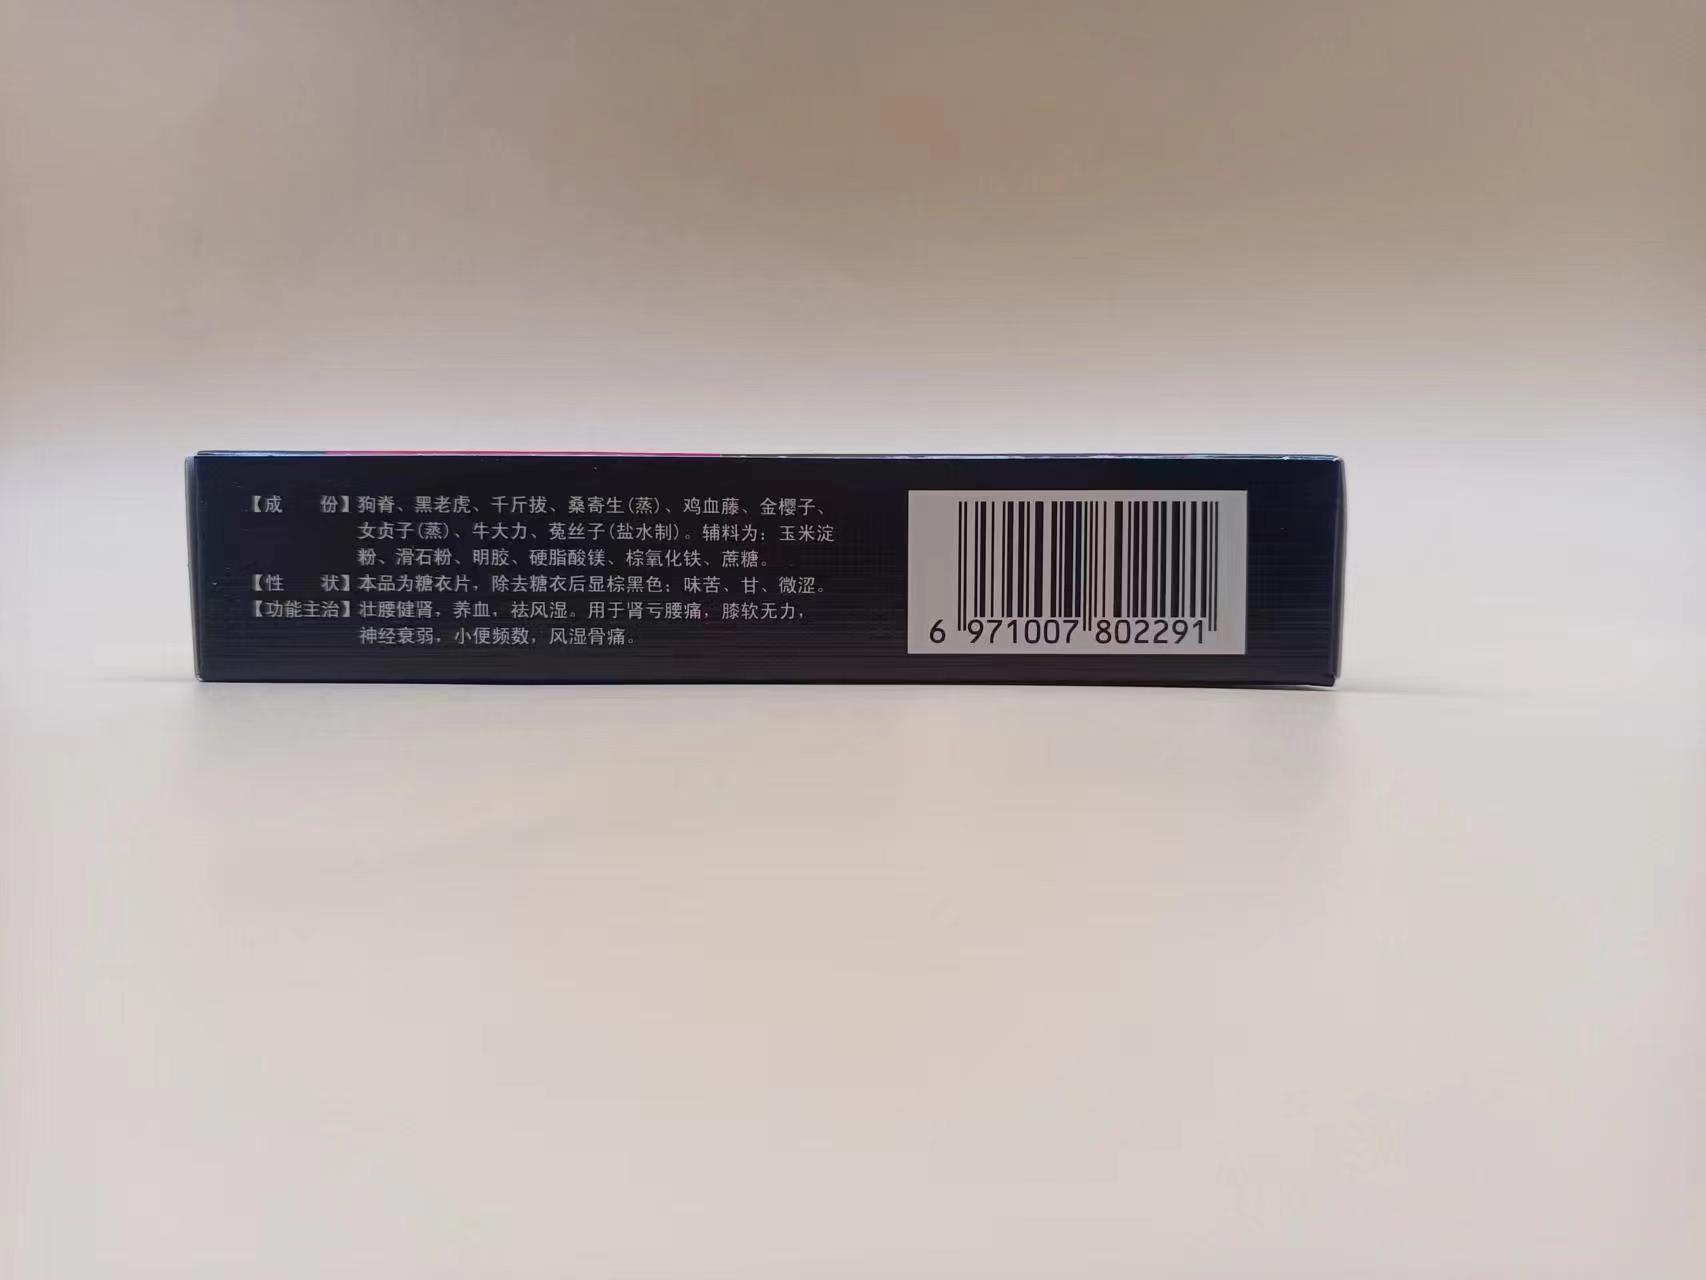 【成　　份】狗脊、黑老虎、千斤拔、桑寄生(蒸)、鸡血藤、金樱子、
女贞子(蒸)、牛大力、菟丝子(盐水制)。辅料为：玉米淀
粉、滑石粉、明胶、硬脂酸镁、棕氧化铁、蔗糖。
【性　　状】本品为糖衣片，除去糖衣后显棕黑色；味苦、甘、微涩。
【功能主治】壮腰健肾，养血，祛风湿。用于肾亏腰痛，膝软无力，
神经衰弱，小便频数，风湿骨痛。
6 971007 802291